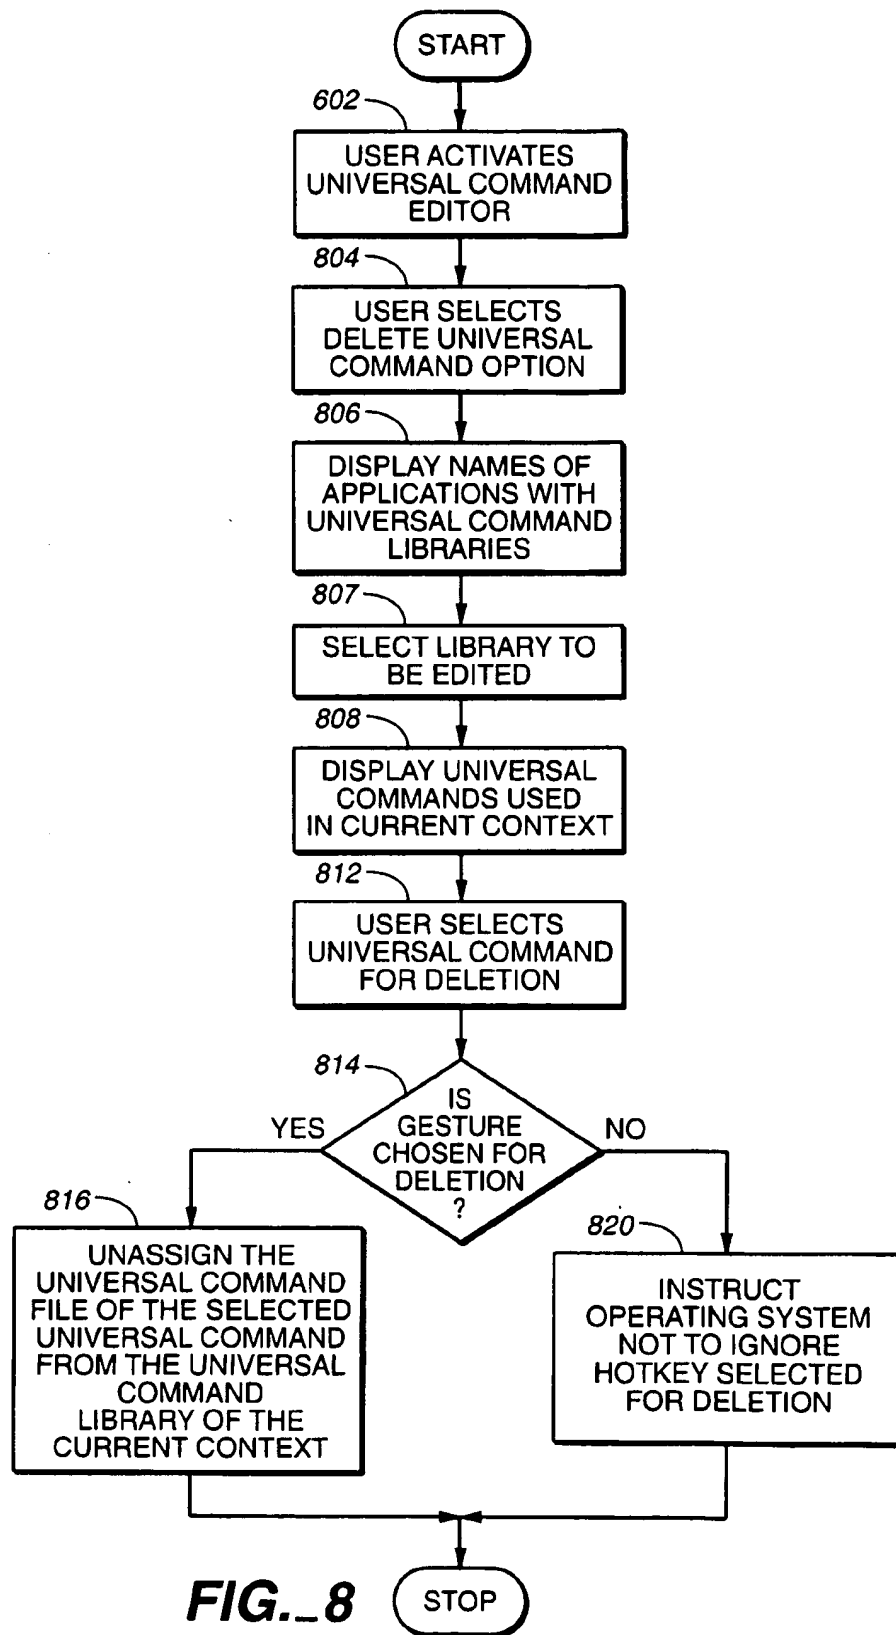 START
602
USER ACTIVATES
UNIVERSAL COMMAND
EDITOR
804
USER SELECTS
DELETE UNIVERSAL
COMMAND OPTION
806
DISPLAY NAMES OF
APPLICATIONS WITH
UNIVERSAL COMMAND
LIBRARIES
807
SELECT LIBRARY TO
BE EDITED
808
DISPLAY UNIVERSAL
COMMANDS USED
IN CURRENT CONTEXT
812
USER SELECTS
UNIVERSAL COMMAND
FOR DELETION
814
IS
GESTURE
CHOSEN FOR
DELETION
?
YES
NO
816
UNASSIGN THE
UNIVERSAL COMMAND
FILE OF THE SELECTED
UNIVERSAL COMMAND
FROM THE UNIVERSAL
COMMAND
LIBRARY OF THE
CURRENT CONTEXT
820
INSTRUCT
OPERATING SYSTEM
NOT TO IGNORE
HOTKEY SELECTED
FOR DELETION
STOP
FIG._8